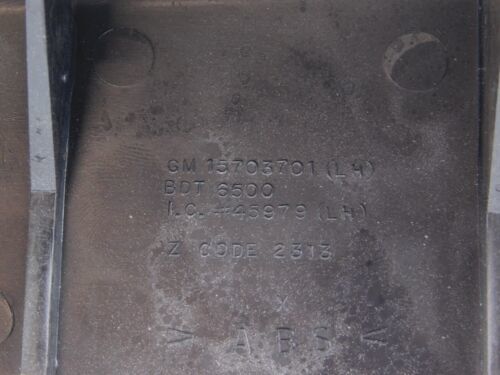 GM 15703701 (LH)
BDT 6500
I.C. #45979 (LH)
Z CODE 2313
> ABS <